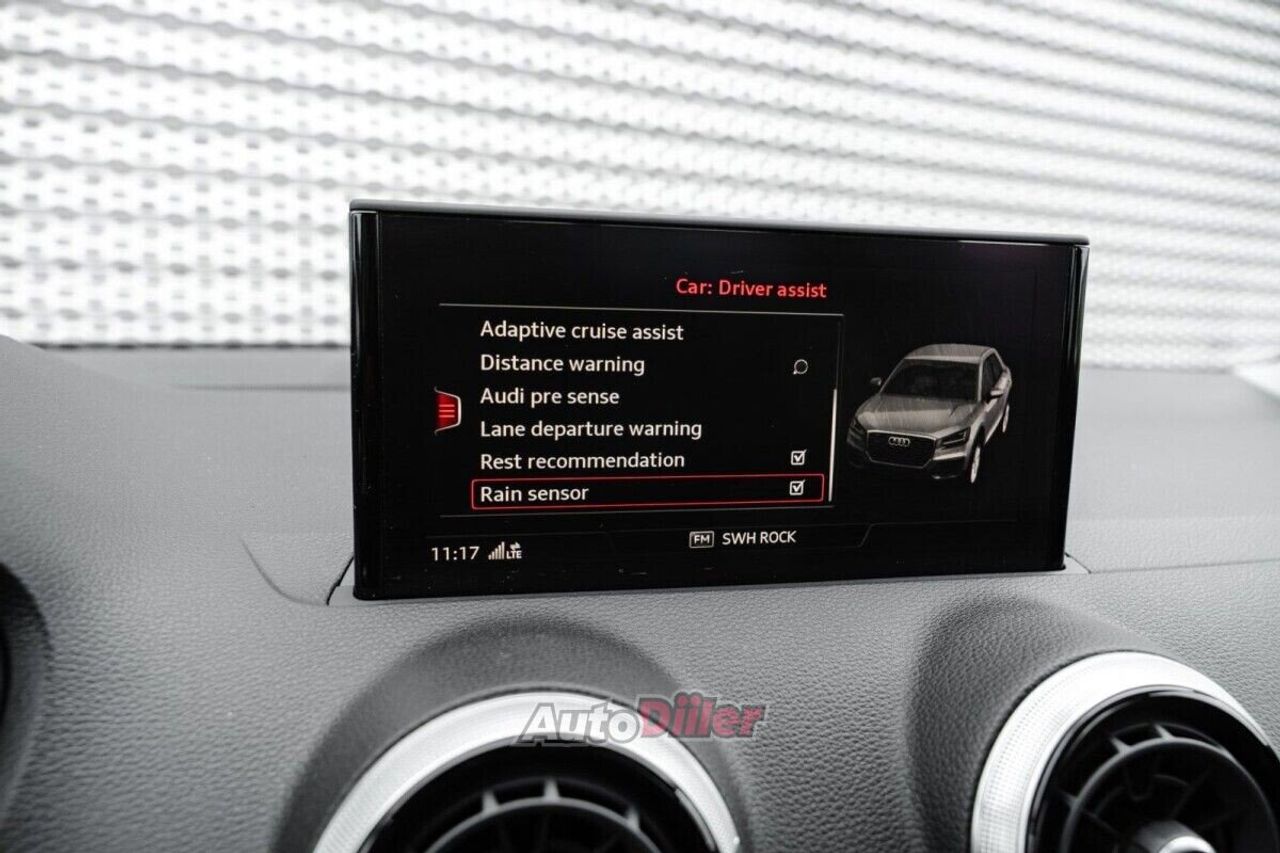 Car: Driver assist
Adaptive cruise assist
Distance warning
Audi pre sense
Lane departure warning
Rest recommendation
Rain sensor
11:17 LTE
FM SWH ROCK
AutoDiiler